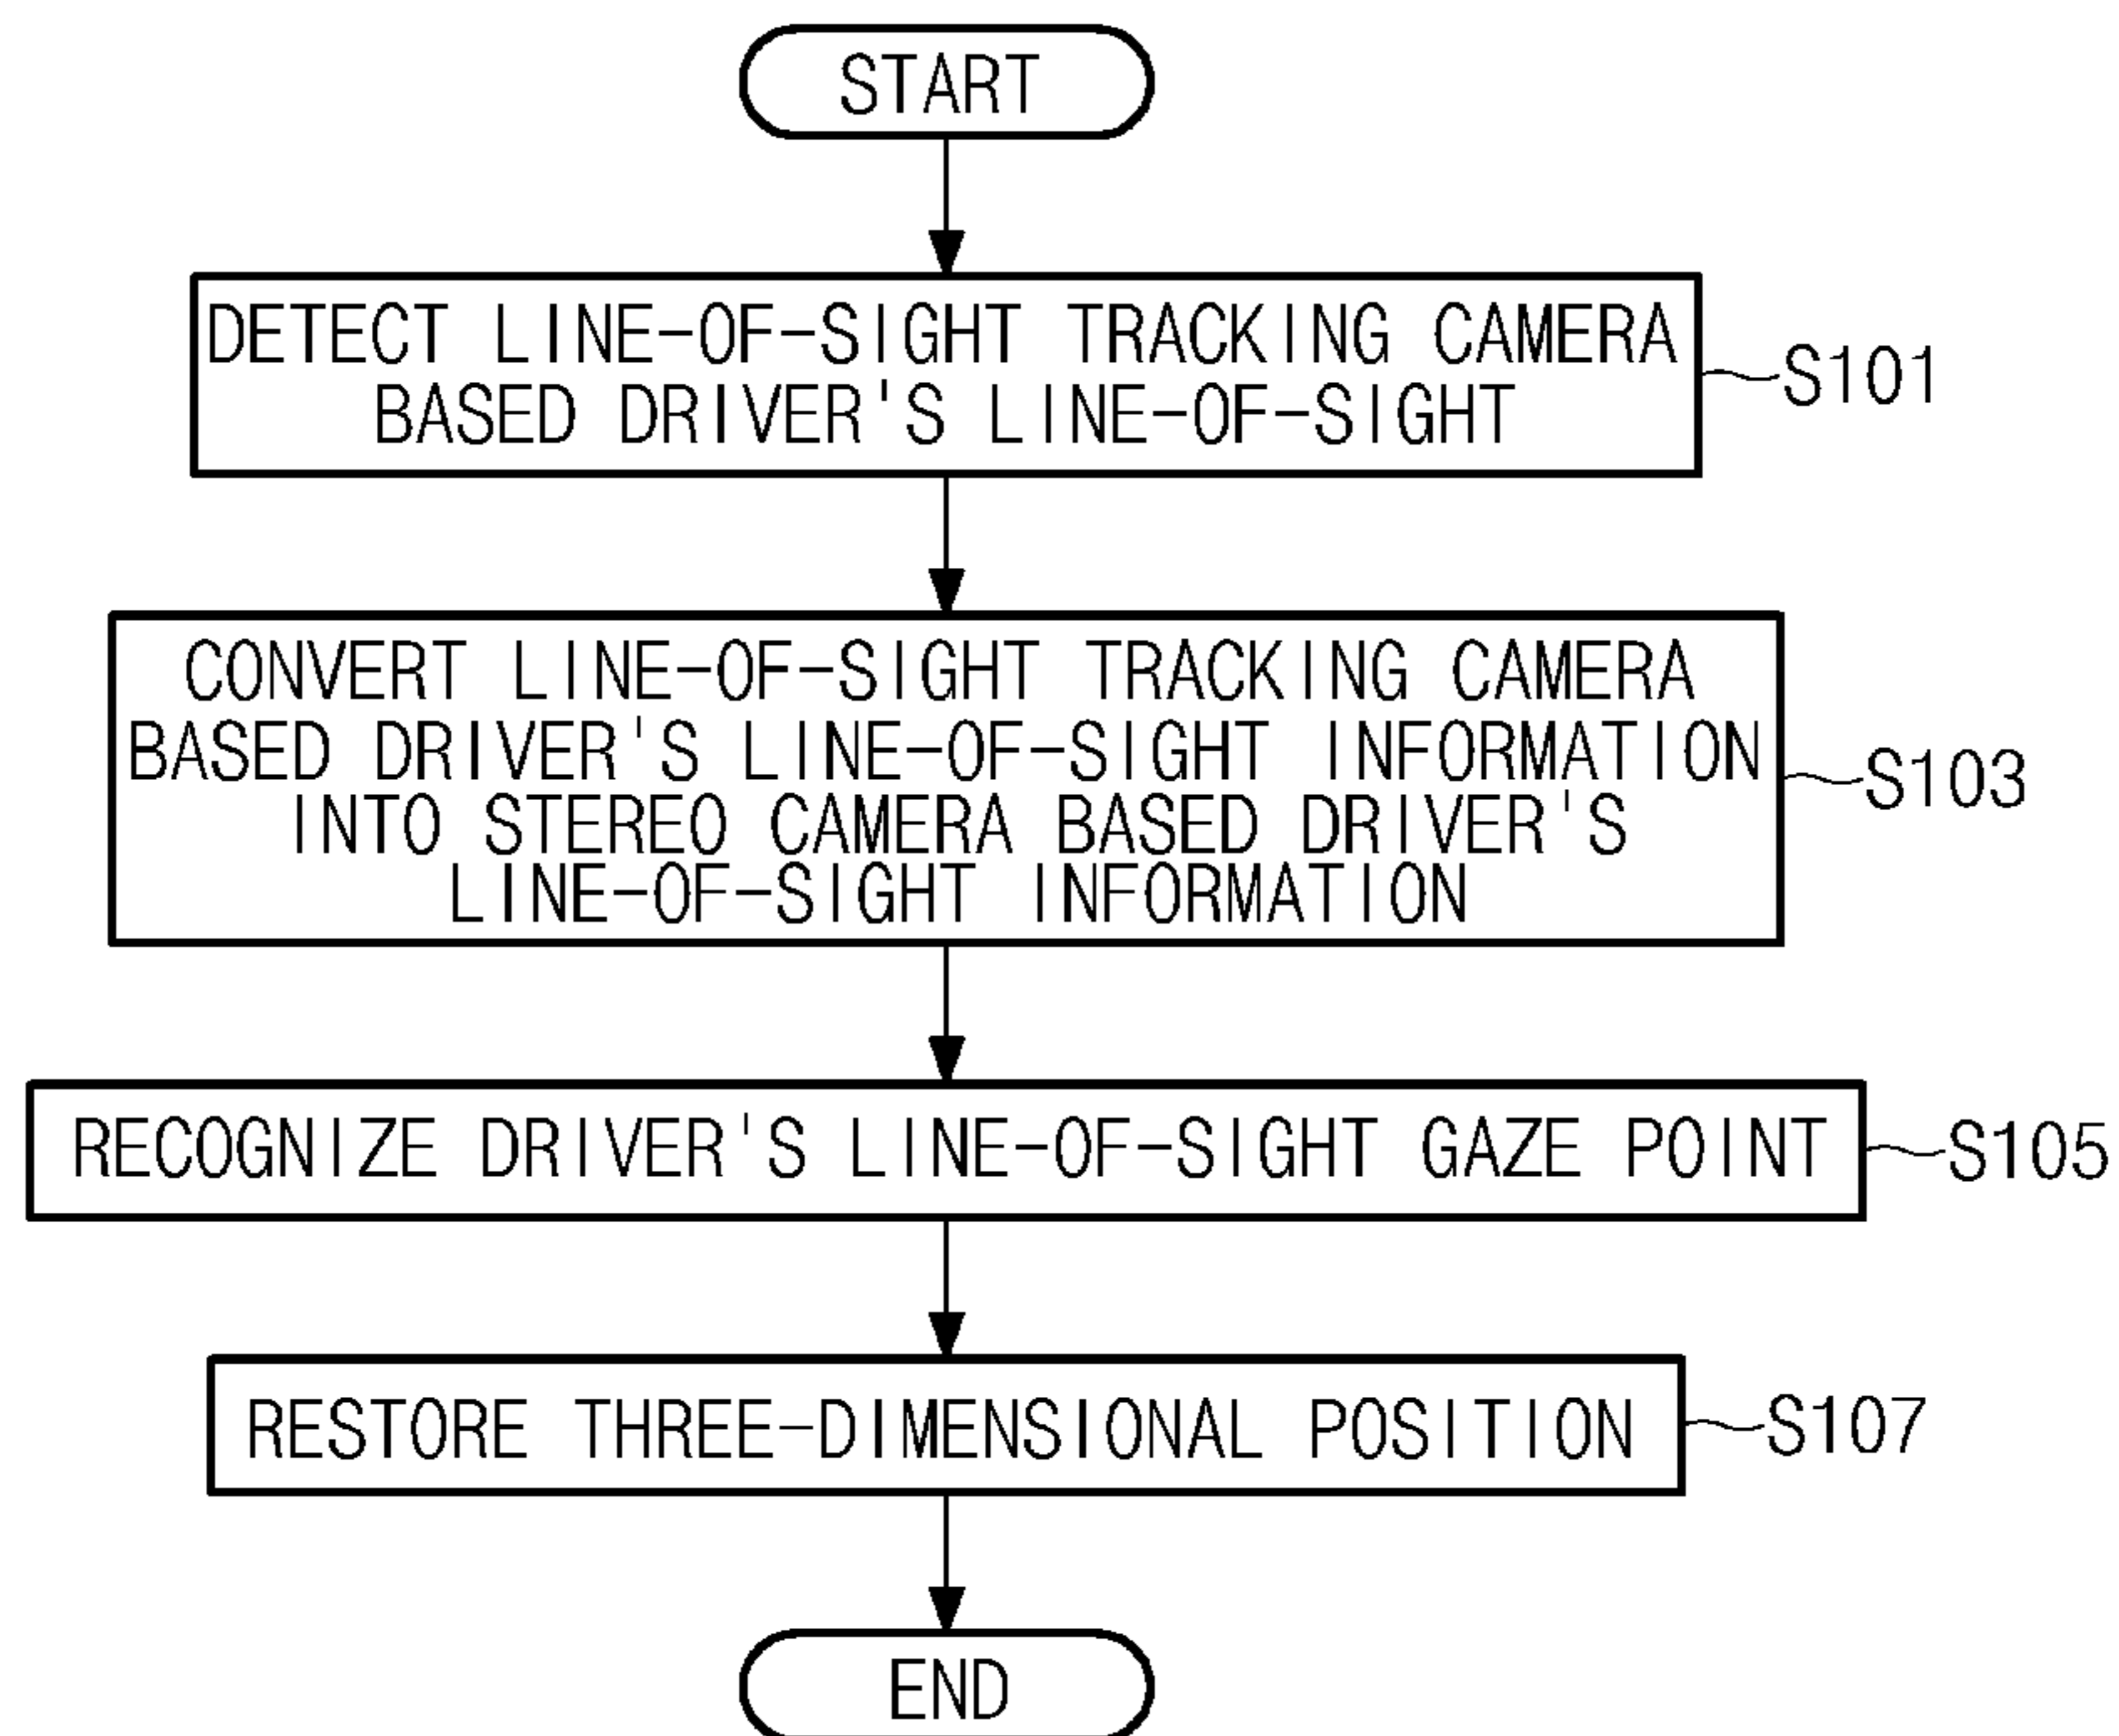 START
DETECT LINE-OF-SIGHT TRACKING CAMERA
BASED DRIVER'S LINE-OF-SIGHT
S101
CONVERT LINE-OF-SIGHT TRACKING CAMERA
BASED DRIVER'S LINE-OF-SIGHT INFORMATION
INTO STEREO CAMERA BASED DRIVER'S
LINE-OF-SIGHT INFORMATION
S103
RECOGNIZE DRIVER'S LINE-OF-SIGHT GAZE POINT
S105
RESTORE THREE-DIMENSIONAL POSITION
S107
END